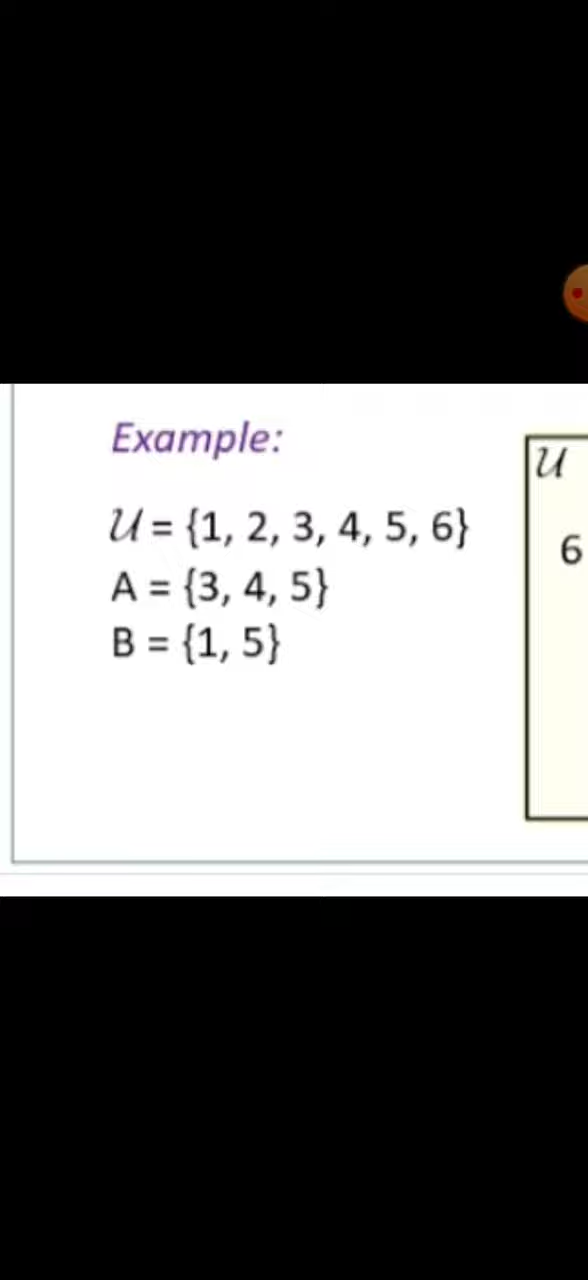 Example:
𝒰 = {1, 2, 3, 4, 5, 6}
A = {3, 4, 5}
B = {1, 5}
𝒰
6